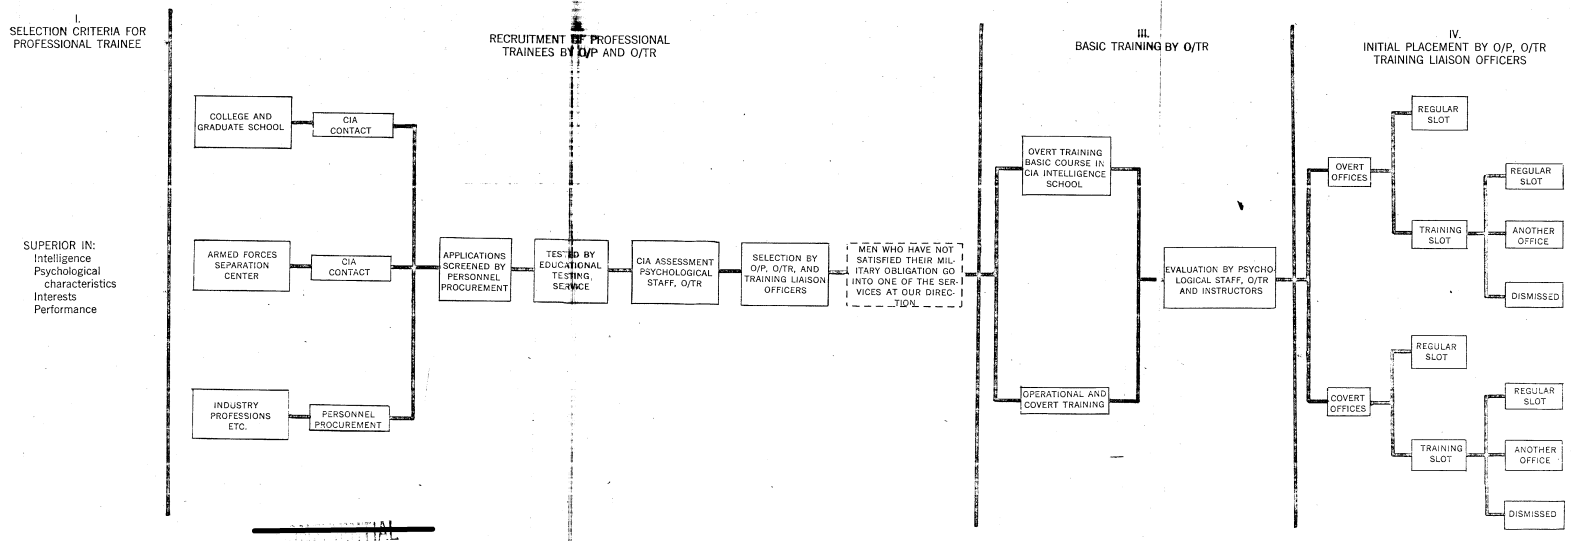 I.
SELECTION CRITERIA FOR
PROFESSIONAL TRAINEE
SUPERIOR IN:
Intelligence
Psychological
characteristics
Interests
Performance
RECRUITMENT OF PROFESSIONAL
TRAINEES BY O/P AND O/TR
COLLEGE AND
GRADUATE SCHOOL
CIA
CONTACT
ARMED FORCES
SEPARATION
CENTER
CIA
CONTACT
INDUSTRY
PROFESSIONS
ETC.
PERSONNEL
PROCUREMENT
APPLICATIONS
SCREENED BY
PERSONNEL
PROCUREMENT
TESTED BY
EDUCATIONAL
TESTING,
SERVICE
CIA ASSESSMENT
PSYCHOLOGICAL
STAFF, O/TR
SELECTION BY
O/P, O/TR, AND
TRAINING LIAISON
OFFICERS
MEN WHO HAVE NOT
SATISFIED THEIR MIL-
ITARY OBLIGATION GO
INTO ONE OF THE SER-
VICES AT OUR DIREC-
TION
III.
BASIC TRAINING BY O/TR
OVERT TRAINING
BASIC COURSE IN
CIA INTELLIGENCE
SCHOOL
OPERATIONAL AND
COVERT TRAINING
EVALUATION BY PSYCHO-
LOGICAL STAFF, O/TR
AND INSTRUCTORS
IV.
INITIAL PLACEMENT BY O/P, O/TR
TRAINING LIAISON OFFICERS
OVERT
OFFICES
REGULAR
SLOT
TRAINING
SLOT
REGULAR
SLOT
ANOTHER
OFFICE
DISMISSED
COVERT
OFFICES
REGULAR
SLOT
TRAINING
SLOT
REGULAR
SLOT
ANOTHER
OFFICE
DISMISSED